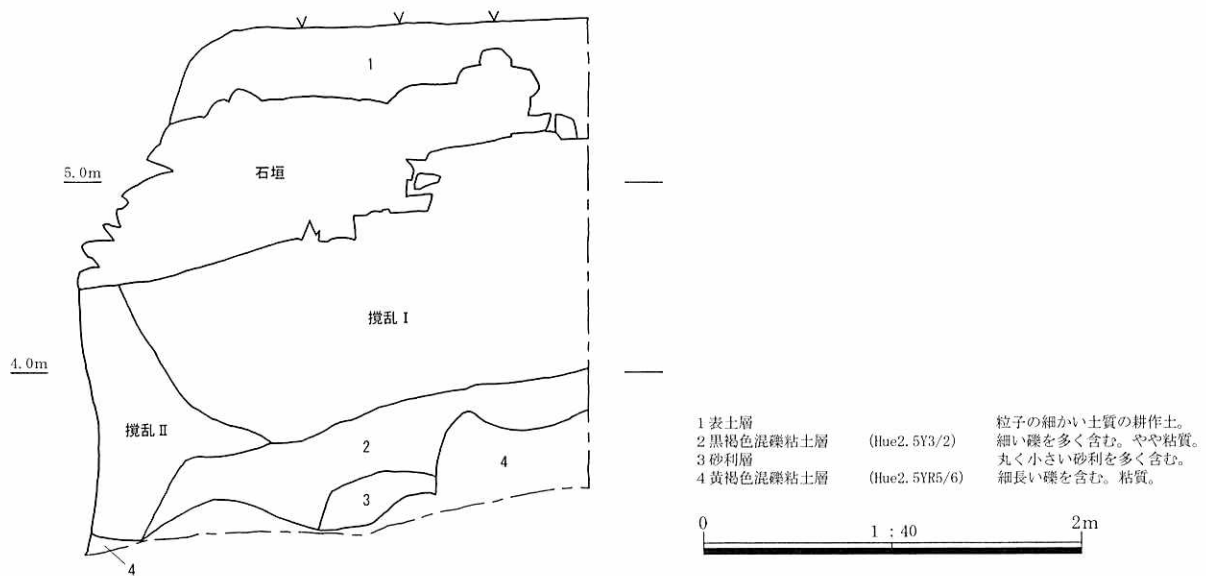 1
石垣
5.0m
撹乱 I
4.0m
撹乱 II
2
4
3
4
1 表土層 粒子の細かい土質の耕作土。
2 黒褐色混礫粘土層 (Hue2.5Y3/2) 細い礫を多く含む。やや粘質。
3 砂利層 丸く小さい砂利を多く含む。
4 黄褐色混礫粘土層 (Hue2.5YR5/6) 細長い礫を含む。粘質。
0 1 : 40 2m